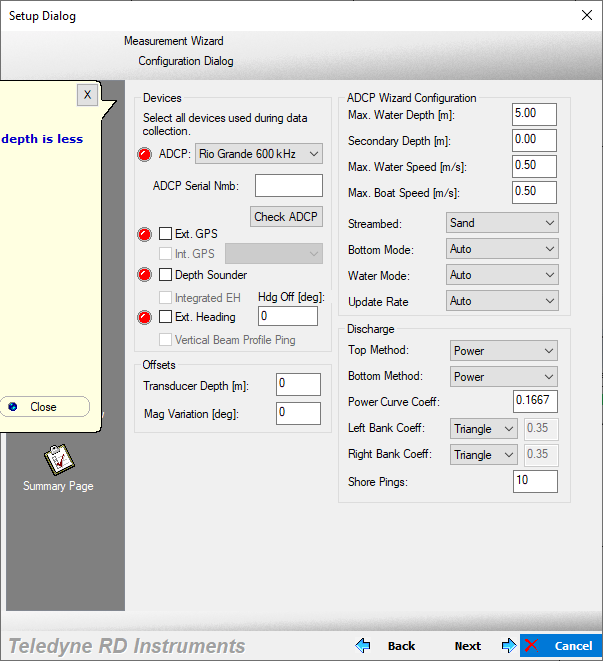 Setup Dialog
Measurement Wizard
Configuration Dialog
X
depth is less
Close
Summary Page
Devices
Select all devices used during data
collection.
ADCP: Rio Grande 600 kHz
ADCP Serial Nmb:
Check ADCP
Ext. GPS
Int. GPS
Depth Sounder
Integrated EH Hdg Off [deg]:
Ext. Heading 0
Vertical Beam Profile Ping
Offsets
Transducer Depth [m]: 0
Mag Variation [deg]: 0
ADCP Wizard Configuration
Max. Water Depth [m]: 5.00
Secondary Depth [m]: 0.00
Max. Water Speed [m/s]: 0.50
Max. Boat Speed [m/s]: 0.50
Streambed: Sand
Bottom Mode: Auto
Water Mode: Auto
Update Rate Auto
Discharge
Top Method: Power
Bottom Method: Power
Power Curve Coeff: 0.1667
Left Bank Coeff: Triangle 0.35
Right Bank Coeff: Triangle 0.35
Shore Pings: 10
Teledyne RD Instruments
Back Next Cancel